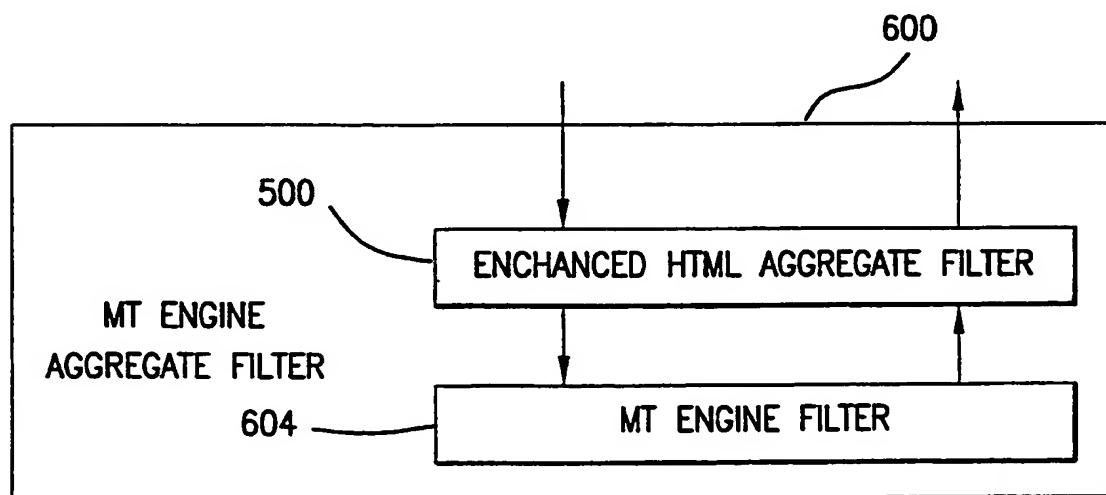 600
500
ENCHANCED HTML AGGREGATE FILTER
MT ENGINE
AGGREGATE FILTER
604
MT ENGINE FILTER